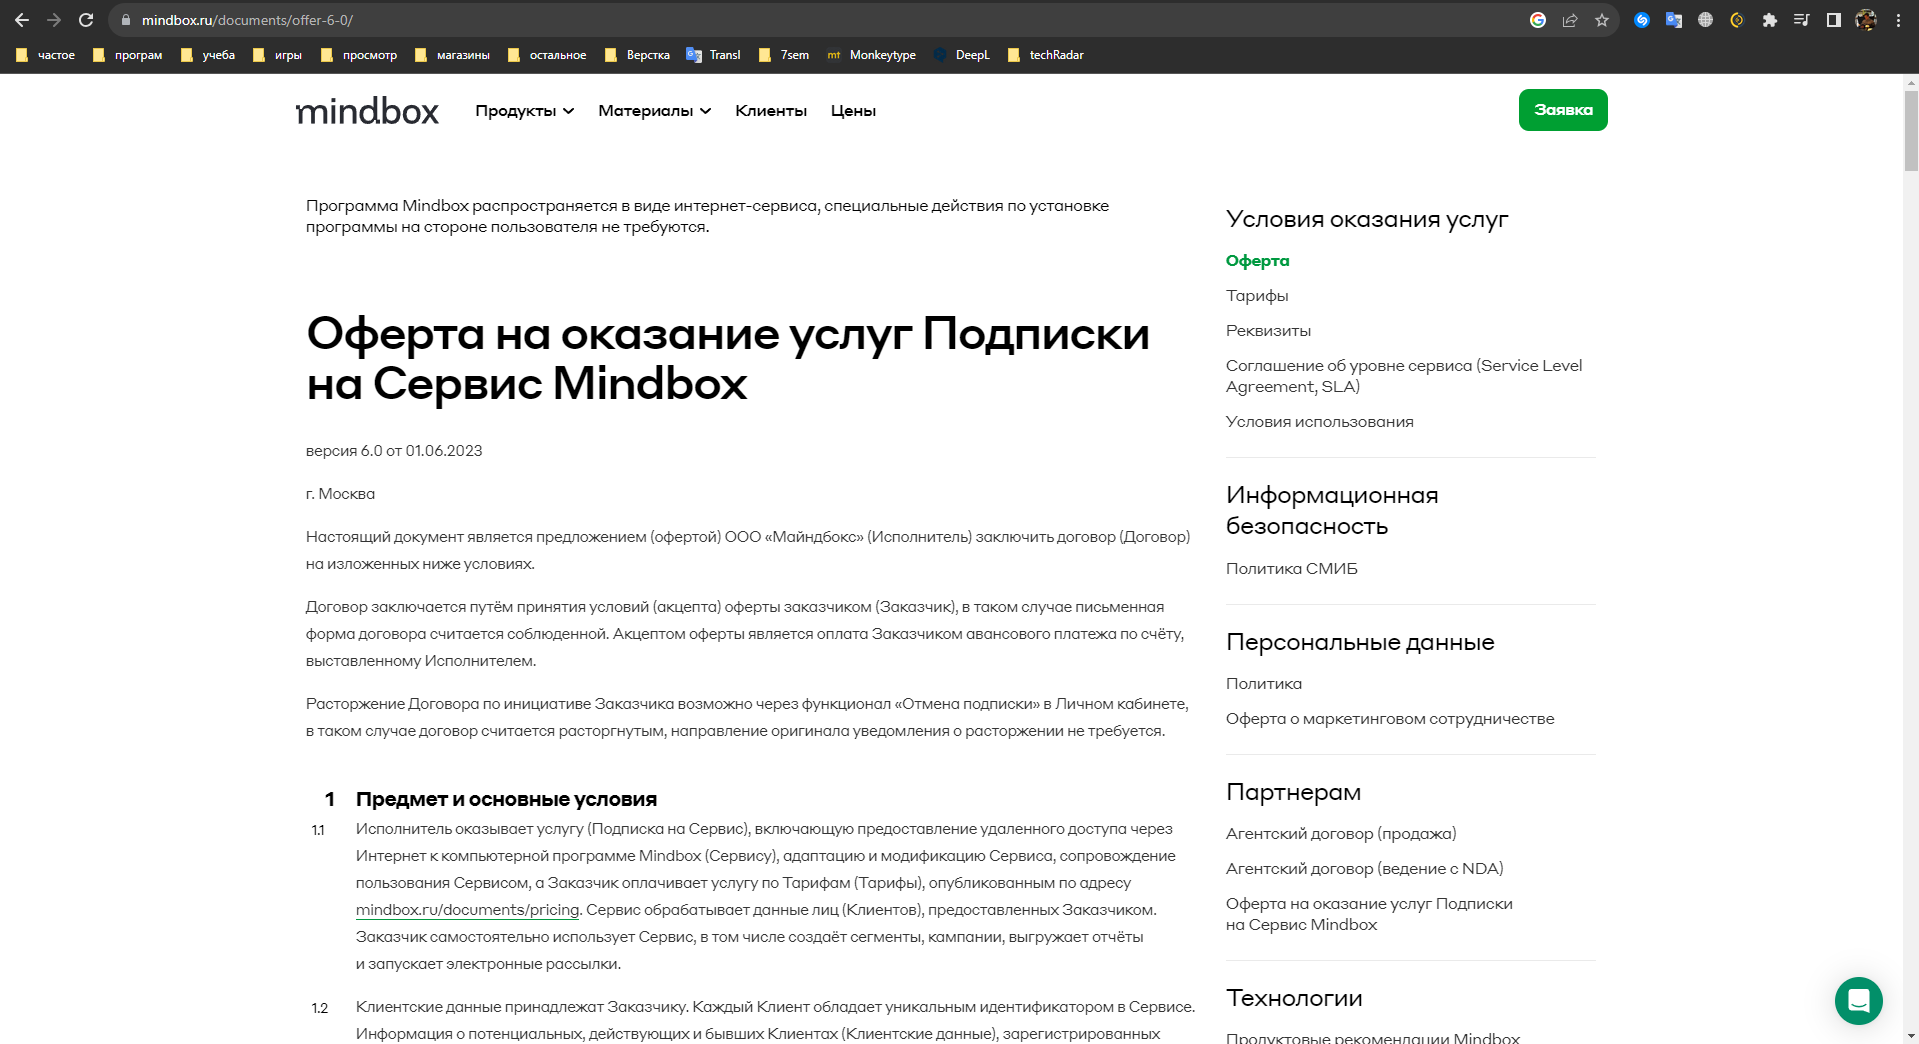 mindbox.ru/documents/offer-6-0/
частое програм учеба игры просмотр магазины остальное Верстка Transl 7sem mt Monkeytype DeepL techRadar
mindbox Продукты Материалы Клиенты Цены Заявка
Программа Mindbox распространяется в виде интернет-сервиса, специальные действия по установке
программы на стороне пользователя не требуются.
Оферта на оказание услуг Подписки
на Сервис Mindbox
версия 6.0 от 01.06.2023
г. Москва
Настоящий документ является предложением (офертой) ООО «Майндбокс» (Исполнитель) заключить договор (Договор)
на изложенных ниже условиях.
Договор заключается путём принятия условий (акцепта) оферты заказчиком (Заказчик), в таком случае письменная
форма договора считается соблюденной. Акцептом оферты является оплата Заказчиком авансового платежа по счёту,
выставленному Исполнителем.
Расторжение Договора по инициативе Заказчика возможно через функционал «Отмена подписки» в Личном кабинете,
в таком случае договор считается расторгнутым, направление оригинала уведомления о расторжении не требуется.
1 Предмет и основные условия
1.1 Исполнитель оказывает услугу (Подписка на Сервис), включающую предоставление удаленного доступа через
Интернет к компьютерной программе Mindbox (Сервису), адаптацию и модификацию Сервиса, сопровождение
пользования Сервисом, а Заказчик оплачивает услугу по Тарифам (Тарифы), опубликованным по адресу
mindbox.ru/documents/pricing. Сервис обрабатывает данные лиц (Клиентов), предоставленных Заказчиком.
Заказчик самостоятельно использует Сервис, в том числе создаёт сегменты, кампании, выгружает отчёты
и запускает электронные рассылки.
1.2 Клиентские данные принадлежат Заказчику. Каждый Клиент обладает уникальным идентификатором в Сервисе.
Информация о потенциальных, действующих и бывших Клиентах (Клиентские данные), зарегистрированных
Условия оказания услуг
Оферта
Тарифы
Реквизиты
Соглашение об уровне сервиса (Service Level
Agreement, SLA)
Условия использования
Информационная
безопасность
Политика СМИБ
Персональные данные
Политика
Оферта о маркетинговом сотрудничестве
Партнерам
Агентский договор (продажа)
Агентский договор (ведение с NDA)
Оферта на оказание услуг Подписки
на Сервис Mindbox
Технологии
Продуктовые рекомендации Mindbox